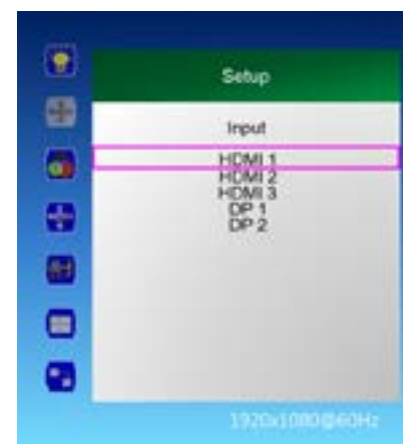 Setup
Input
HDMI 1
HDMI 2
HDMI 3
DP 1
DP 2
1920x1080@60Hz